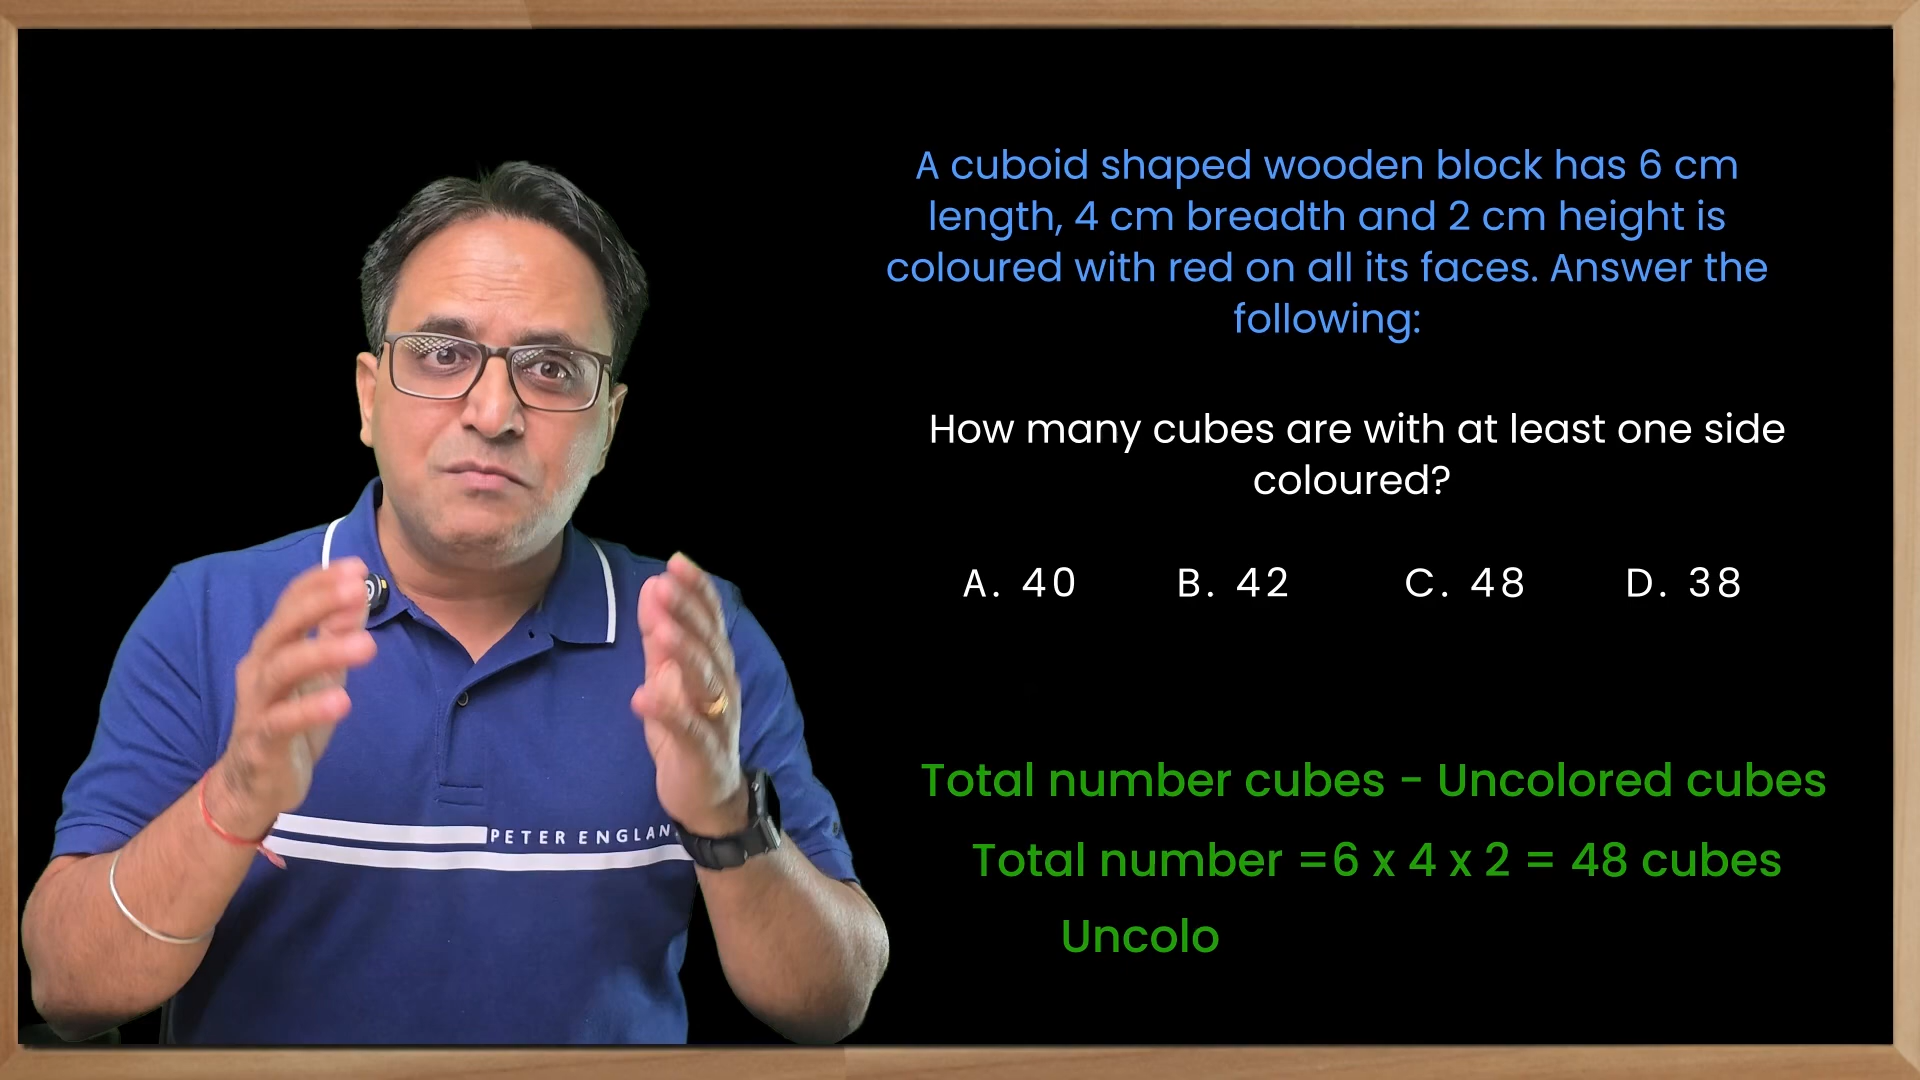 A cuboid shaped wooden block has 6 cm
length, 4 cm breadth and 2 cm height is
coloured with red on all its faces. Answer the
following:
How many cubes are with at least one side
coloured?
A. 40 B. 42 C. 48 D. 38
Total number cubes - Uncolored cubes
Total number =6 x 4 x 2 = 48 cubes
Uncolo
PETER ENGLAN